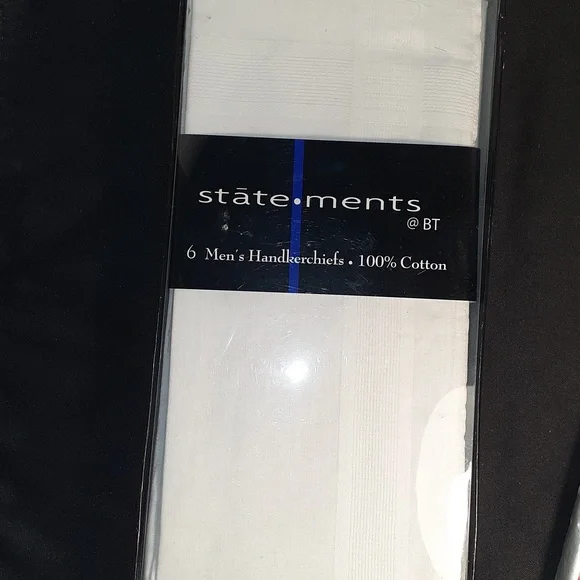 stāte•ments
@ BT
6 Men's Handkerchiefs • 100% Cotton